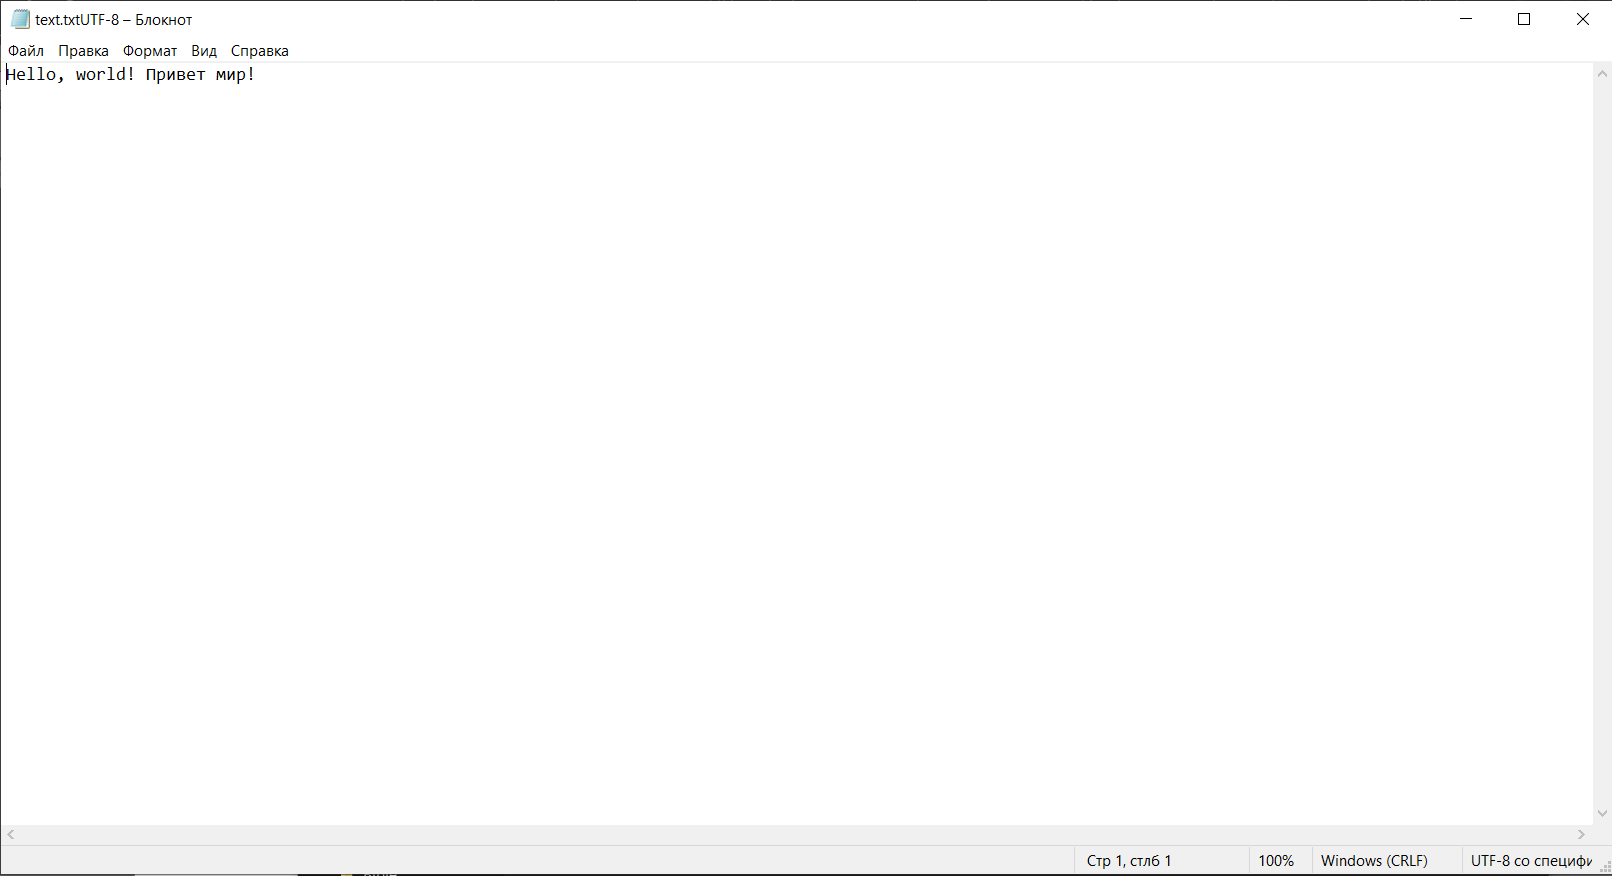 text.txtUTF-8 – Блокнот
Файл Правка Формат Вид Справка
Hello, world! Привет мир!
Стр 1, стлб 1 100% Windows (CRLF) UTF-8 со специфи